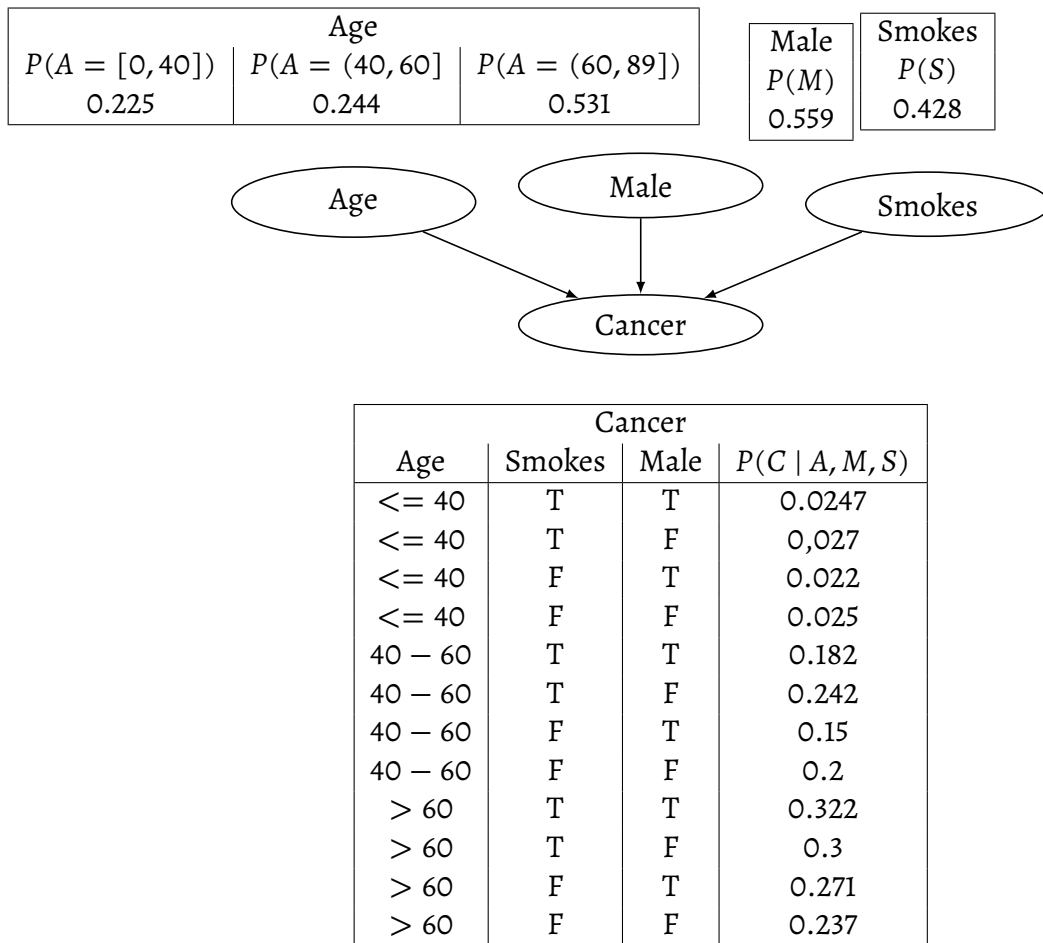 Age
P(A = [0, 40]) P(A = (40, 60] P(A = (60, 89])
0.225 0.244 0.531
Male
P(M)
0.559
Smokes
P(S)
0.428
Age
Male
Smokes
Cancer
Cancer
Age Smokes Male P(C | A, M, S)
<= 40 T T 0.0247
<= 40 T F 0,027
<= 40 F T 0.022
<= 40 F F 0.025
40 − 60 T T 0.182
40 − 60 T F 0.242
40 − 60 F T 0.15
40 − 60 F F 0.2
> 60 T T 0.322
> 60 T F 0.3
> 60 F T 0.271
> 60 F F 0.237